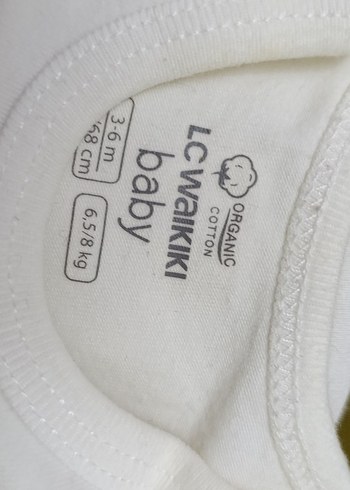 ORGANIC
COTTON
LC WAIKIKI
baby
3-6 m
68 cm
6,5/8 kg